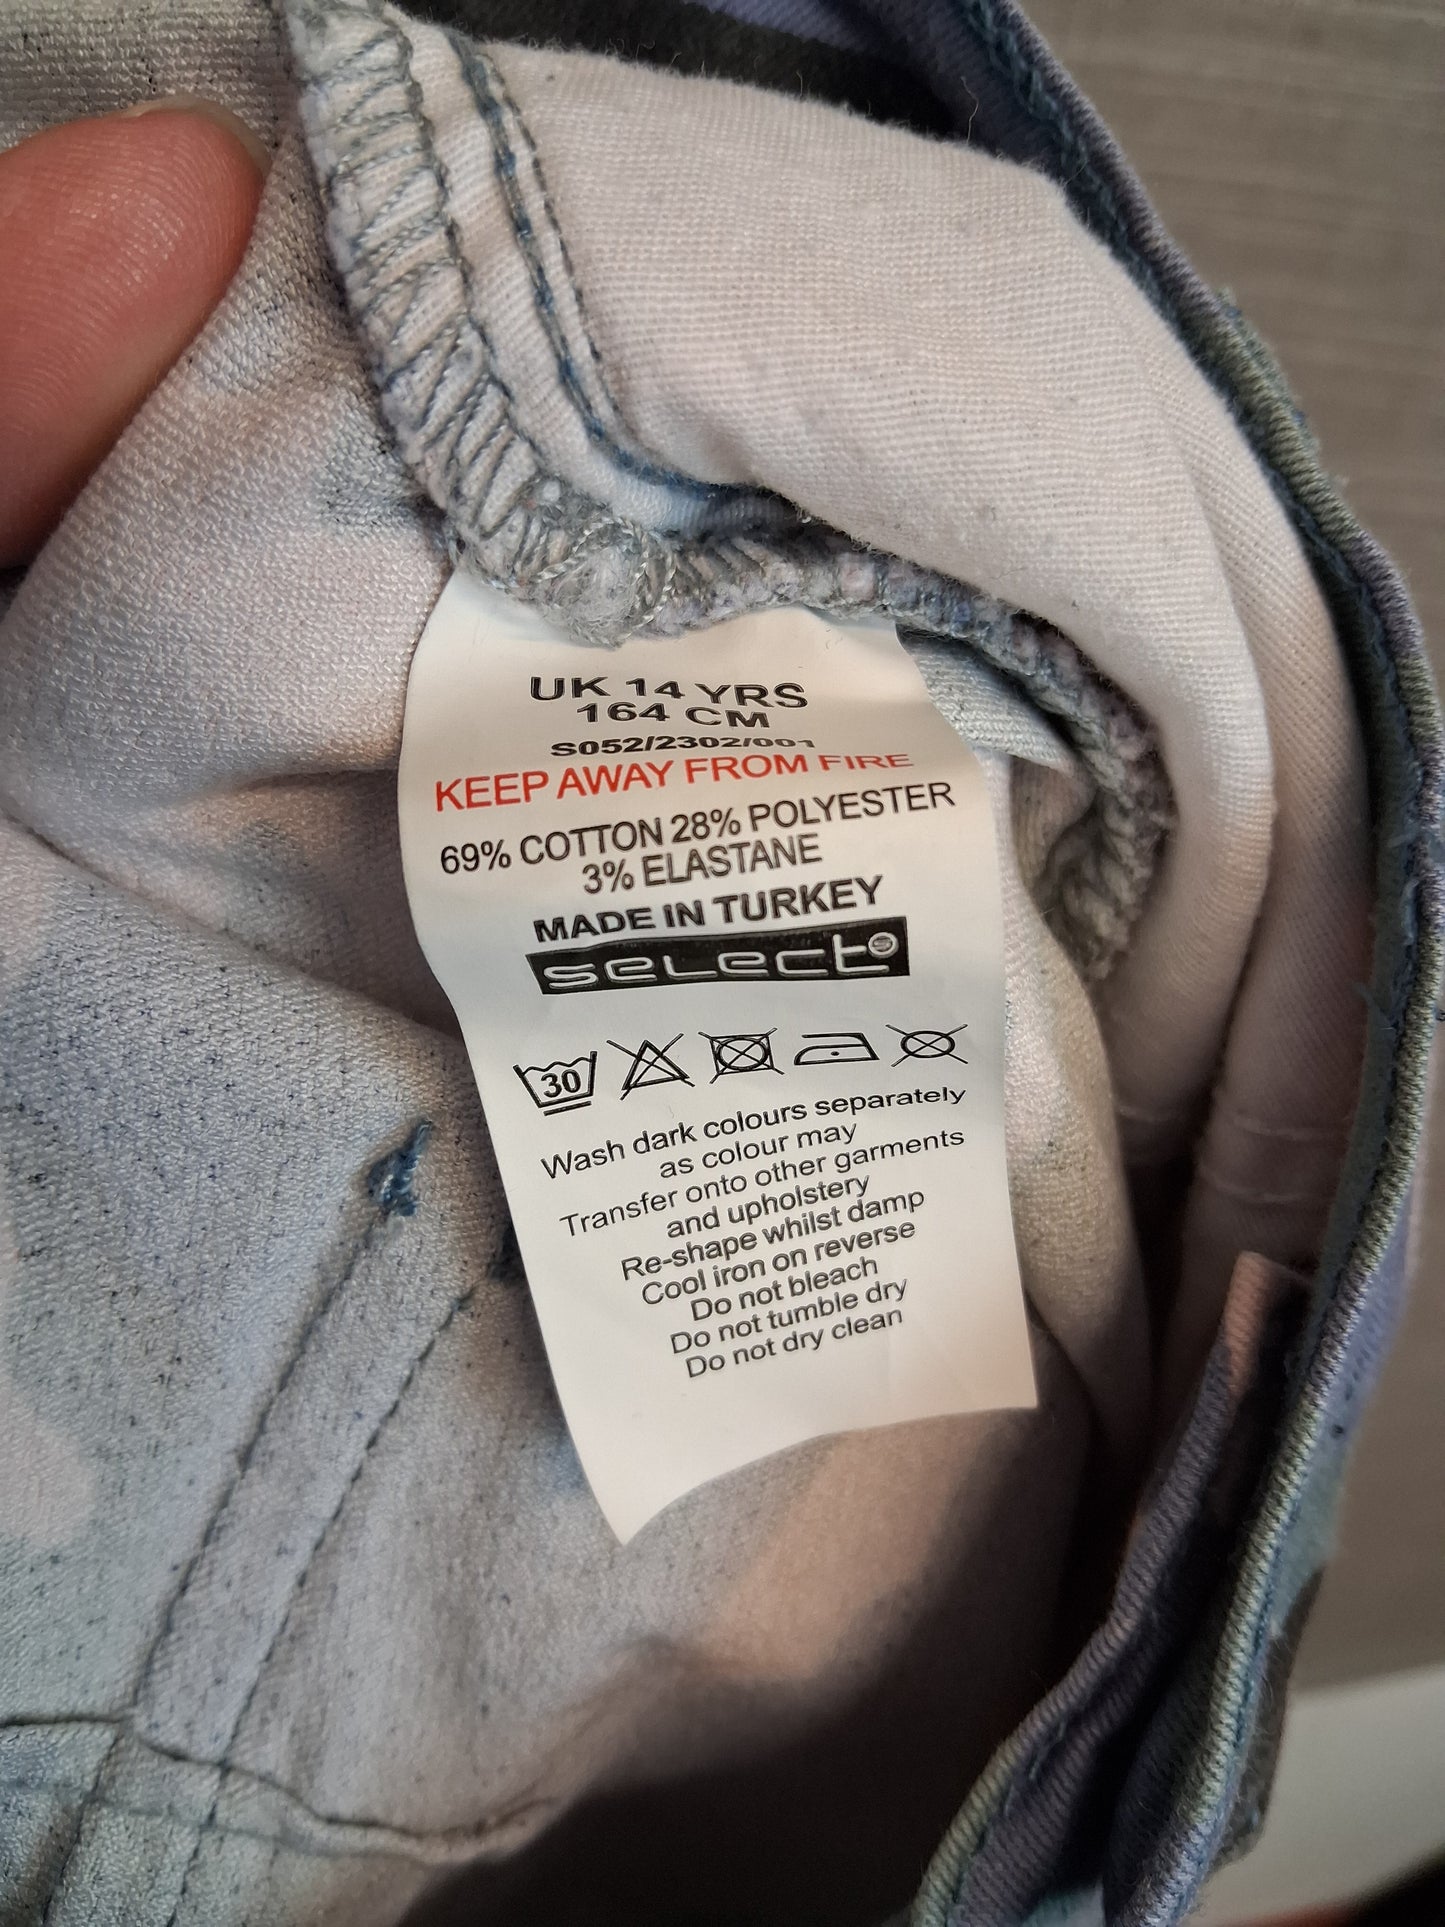 UK 14 YRS
164 CM
S052/2302/001
KEEP AWAY FROM FIRE
69% COTTON 28% POLYESTER
3% ELASTANE
MADE IN TURKEY
SELECT
30
Wash dark colours separately
as colour may
Transfer onto other garments
and upholstery
Re-shape whilst damp
Cool iron on reverse
Do not bleach
Do not tumble dry
Do not dry clean